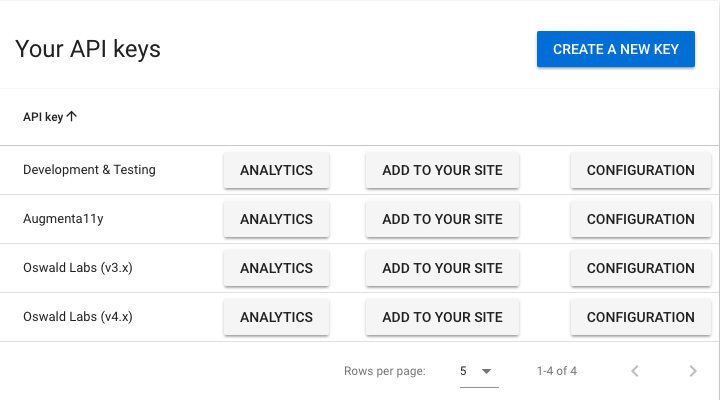 Your API keys
CREATE A NEW KEY
API key
Development & Testing ANALYTICS ADD TO YOUR SITE CONFIGURATION
Augmenta11y ANALYTICS ADD TO YOUR SITE CONFIGURATION
Oswald Labs (v3.x) ANALYTICS ADD TO YOUR SITE CONFIGURATION
Oswald Labs (v4.x) ANALYTICS ADD TO YOUR SITE CONFIGURATION
Rows per page: 5 1-4 of 4